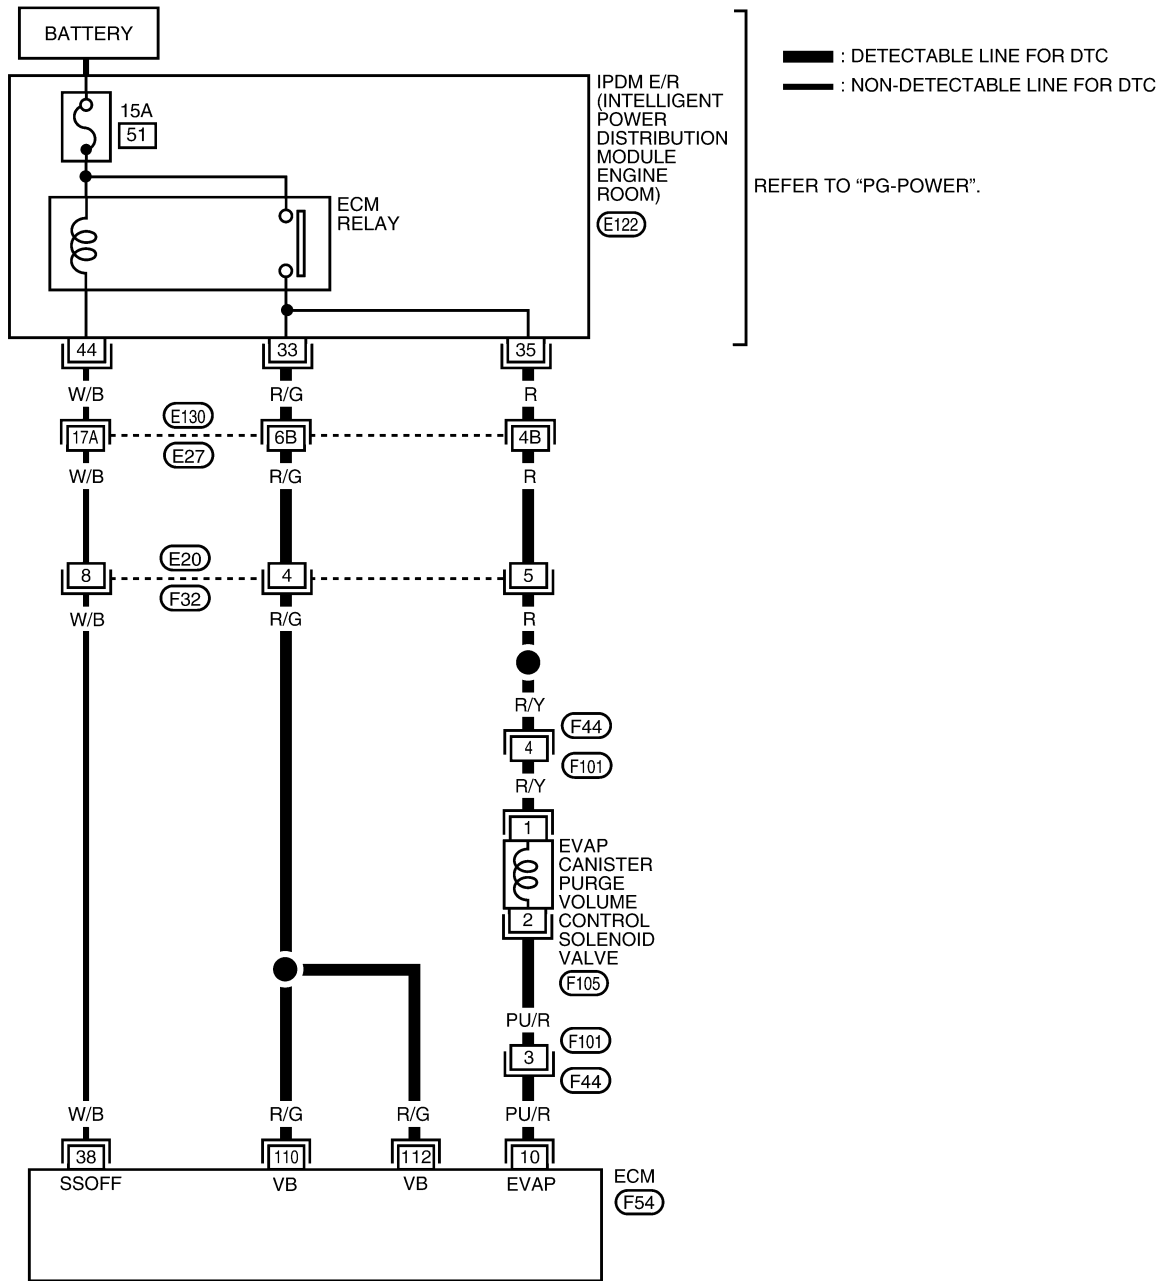 BATTERY
: DETECTABLE LINE FOR DTC
: NON-DETECTABLE LINE FOR DTC
15A
51
IPDM E/R
(INTELLIGENT
POWER
DISTRIBUTION
MODULE
ENGINE
ROOM)
E122
REFER TO “PG-POWER”.
ECM
RELAY
44
33
35
W/B
R/G
R
E130
17A
6B
4B
E27
W/B
R/G
R
E20
8
4
5
F32
W/B
R/G
R
R/Y
F44
4
F101
R/Y
1
EVAP
CANISTER
PURGE
VOLUME
CONTROL
SOLENOID
VALVE
2
F105
PU/R
F101
3
F44
W/B
R/G
R/G
PU/R
38
110
112
10
SSOFF
VB
VB
EVAP
ECM
F54